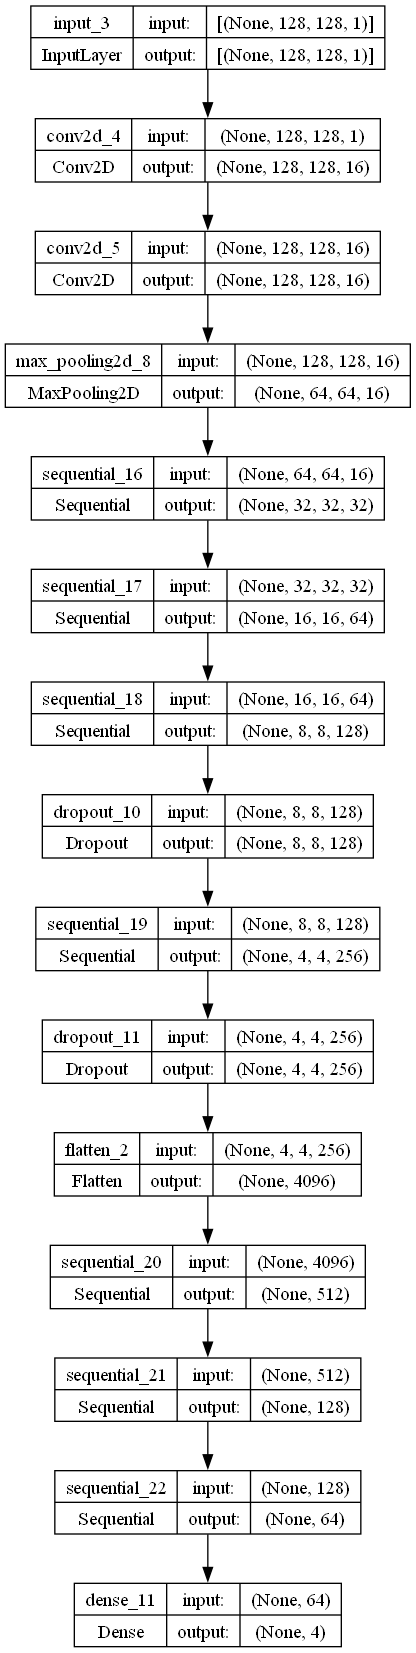 input_3 input: [(None, 128, 128, 1)]
InputLayer output: [(None, 128, 128, 1)]
conv2d_4 input: (None, 128, 128, 1)
Conv2D output: (None, 128, 128, 16)
conv2d_5 input: (None, 128, 128, 16)
Conv2D output: (None, 128, 128, 16)
max_pooling2d_8 input: (None, 128, 128, 16)
MaxPooling2D output: (None, 64, 64, 16)
sequential_16 input: (None, 64, 64, 16)
Sequential output: (None, 32, 32, 32)
sequential_17 input: (None, 32, 32, 32)
Sequential output: (None, 16, 16, 64)
sequential_18 input: (None, 16, 16, 64)
Sequential output: (None, 8, 8, 128)
dropout_10 input: (None, 8, 8, 128)
Dropout output: (None, 8, 8, 128)
sequential_19 input: (None, 8, 8, 128)
Sequential output: (None, 4, 4, 256)
dropout_11 input: (None, 4, 4, 256)
Dropout output: (None, 4, 4, 256)
flatten_2 input: (None, 4, 4, 256)
Flatten output: (None, 4096)
sequential_20 input: (None, 4096)
Sequential output: (None, 512)
sequential_21 input: (None, 512)
Sequential output: (None, 128)
sequential_22 input: (None, 128)
Sequential output: (None, 64)
dense_11 input: (None, 64)
Dense output: (None, 4)